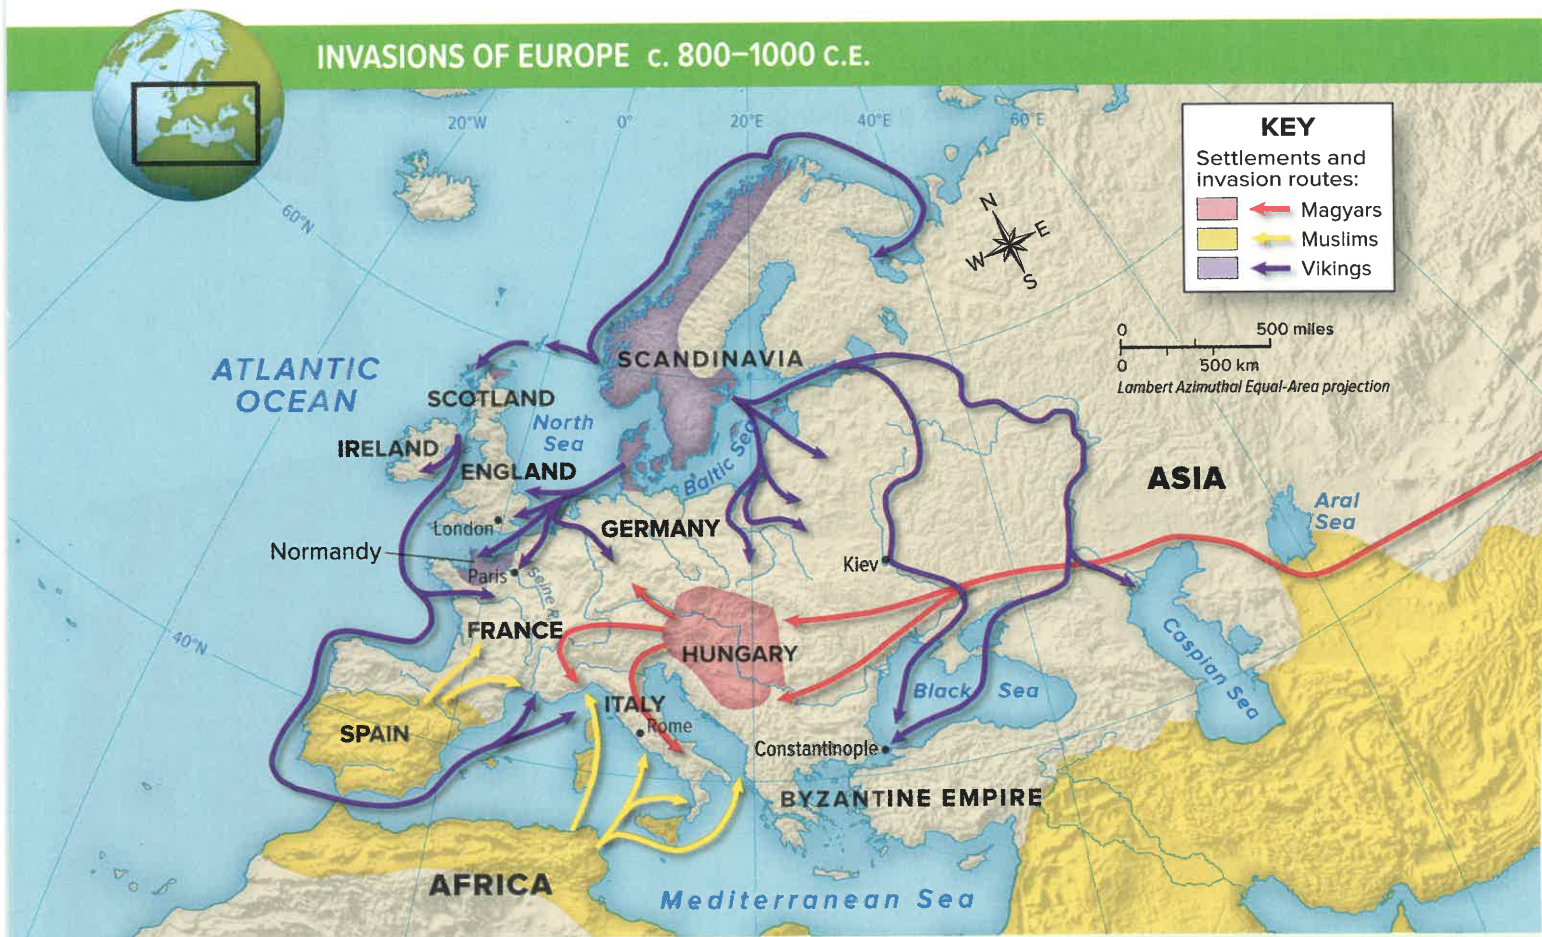 INVASIONS OF EUROPE c. 800–1000 C.E.
20°W
0°
20°E
40°E
60°E
60°N
40°N
KEY
Settlements and
invasion routes:
Magyars
Muslims
Vikings
N
E
W
S
0 500 miles
0 500 km
Lambert Azimuthal Equal-Area projection
ATLANTIC
OCEAN
SCANDINAVIA
SCOTLAND
North
Sea
IRELAND
ENGLAND
Baltic Sea
ASIA
Aral
Sea
London
GERMANY
Normandy
Paris
Seine R.
Kiev
FRANCE
HUNGARY
Caspian Sea
Black Sea
ITALY
Rome
SPAIN
Constantinople
BYZANTINE EMPIRE
AFRICA
Mediterranean Sea